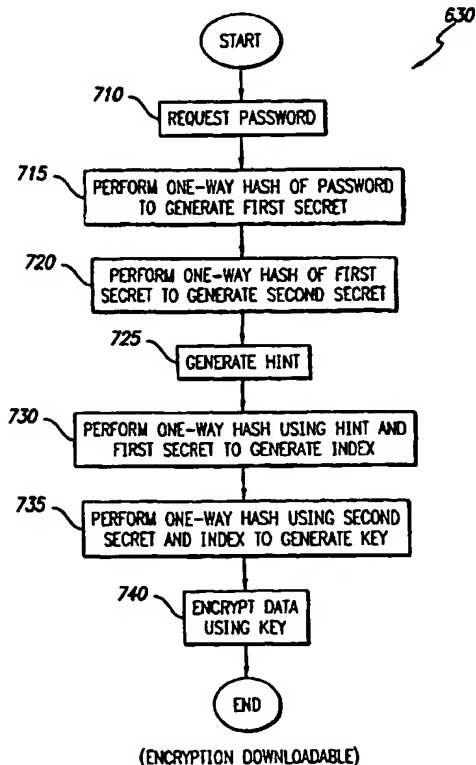 START
630
710
REQUEST PASSWORD
715
PERFORM ONE-WAY HASH OF PASSWORD
TO GENERATE FIRST SECRET
720
PERFORM ONE-WAY HASH OF FIRST
SECRET TO GENERATE SECOND SECRET
725
GENERATE HINT
730
PERFORM ONE-WAY HASH USING HINT AND
FIRST SECRET TO GENERATE INDEX
735
PERFORM ONE-WAY HASH USING SECOND
SECRET AND INDEX TO GENERATE KEY
740
ENCRYPT DATA
USING KEY
END
(ENCRYPTION DOWNLOADABLE)